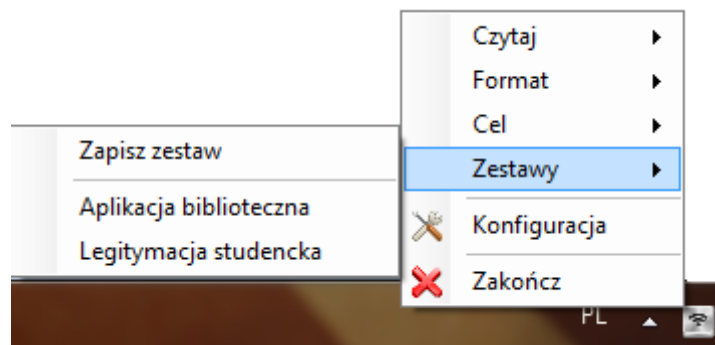 Czytaj
Format
Cel
Zestawy
Konfiguracja
Zakończ
Zapisz zestaw
Aplikacja biblioteczna
Legitymacja studencka
PL